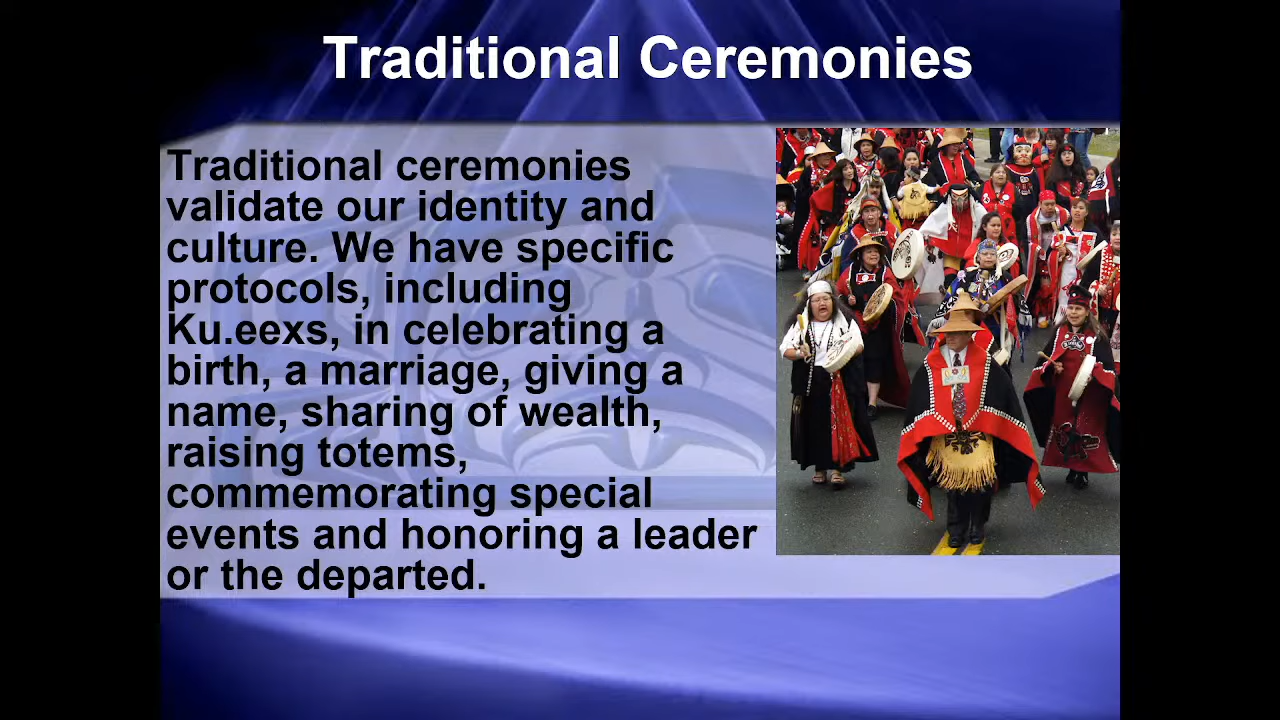 Traditional Ceremonies
Traditional ceremonies
validate our identity and
culture. We have specific
protocols, including
Ku.eexs, in celebrating a
birth, a marriage, giving a
name, sharing of wealth,
raising totems,
commemorating special
events and honoring a leader
or the departed.